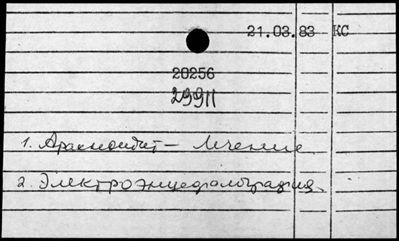 21.03.83 КС
20256
29911
1. Арахноидит — лечение
2. Электроэнцефалография